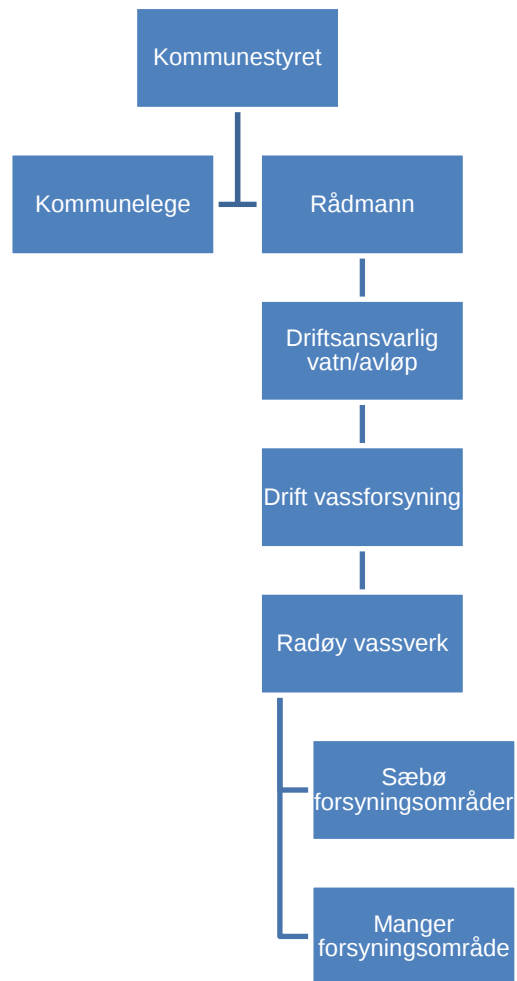 Kommunestyret
Kommunelege
Rådmann
Driftsansvarlig
vatn/avløp
Drift vassforsyning
Radøy vassverk
Sæbø
forsyningsområder
Manger
forsyningsområde